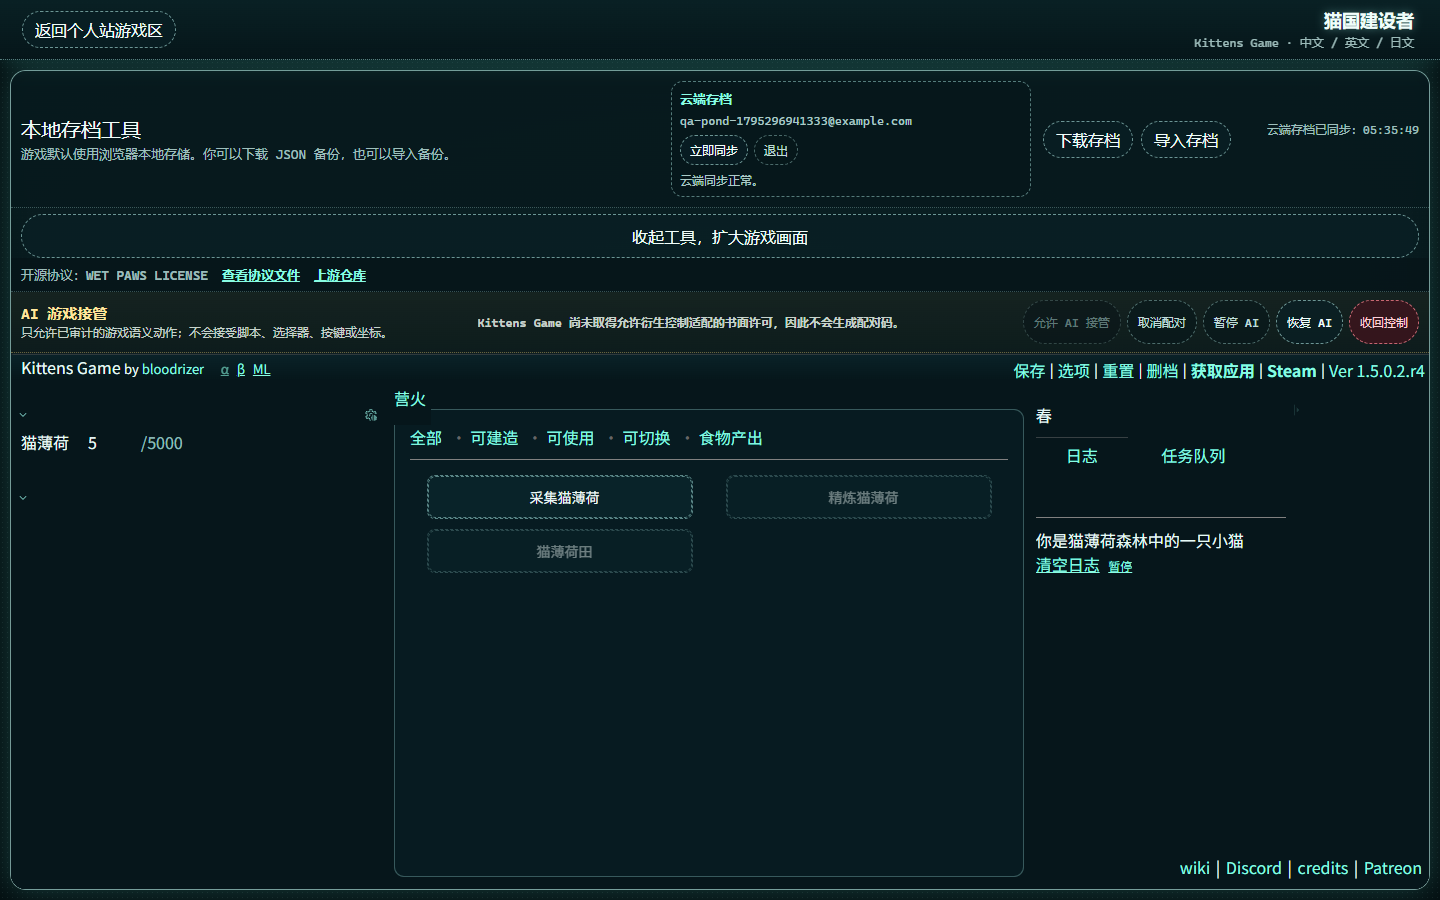 返回个人站游戏区
猫国建设者
Kittens Game · 中文 / 英文 / 日文
本地存档工具
游戏默认使用浏览器本地存储。你可以下载 JSON 备份，也可以导入备份。
云端存档
qa-pond-1795296941333@example.com
立即同步 退出
云端同步正常。
下载存档 导入存档
云端存档已同步：05:35:49
收起工具，扩大游戏画面
开源协议：WET PAWS LICENSE 查看协议文件 上游仓库
AI 游戏接管
只允许已审计的游戏语义动作；不会接受脚本、选择器、按键或坐标。
Kittens Game 尚未取得允许衍生控制适配的书面许可，因此不会生成配对码。
允许 AI 接管 取消配对 暂停 AI 恢复 AI 收回控制
Kittens Game by bloodrizer α β ML
保存 | 选项 | 重置 | 删档 | 获取应用 | Steam | Ver 1.5.0.2.r4
猫薄荷 5 /5000
营火
全部 • 可建造 • 可使用 • 可切换 • 食物产出
采集猫薄荷 精炼猫薄荷
猫薄荷田
春
日志 任务队列
你是猫薄荷森林中的一只小猫
清空日志 暂停
wiki | Discord | credits | Patreon